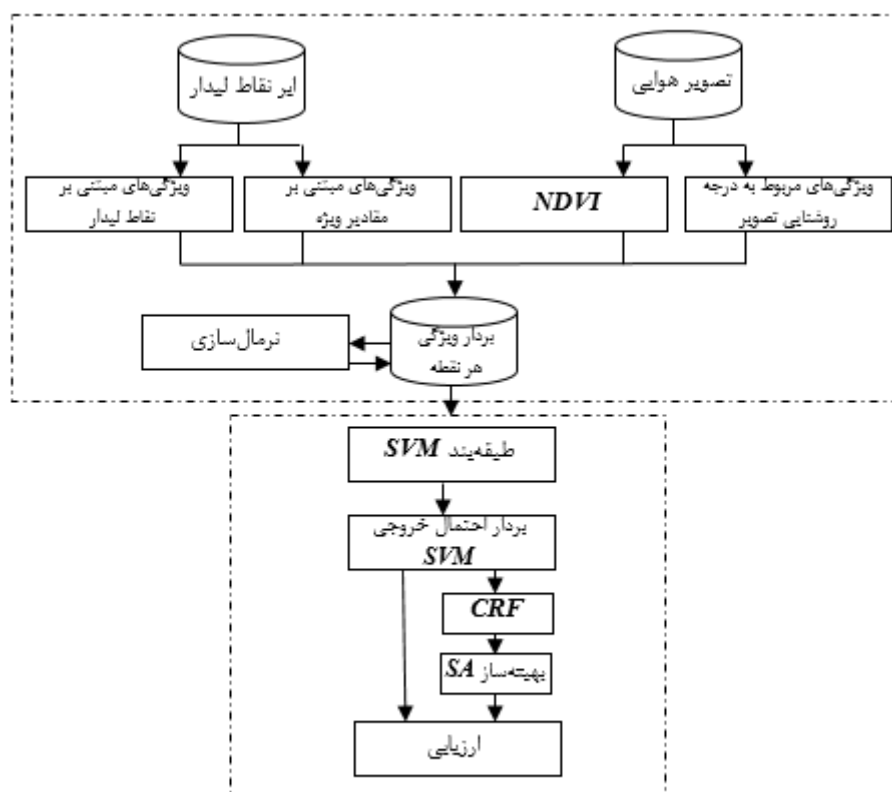 ابر نقاط لیدار
تصویر هوایی
ویژگی‌های مبتنی بر
نقاط لیدار
ویژگی‌های مبتنی بر
مقادیر ویژه
NDVI
ویژگی‌های مربوط به درجه
روشنایی تصویر
بردار ویژگی
هر نقطه
نرمال‌سازی
طبقه‌بند SVM
بردار احتمال خروجی
SVM
CRF
بهینه‌ساز SA
ارزیابی